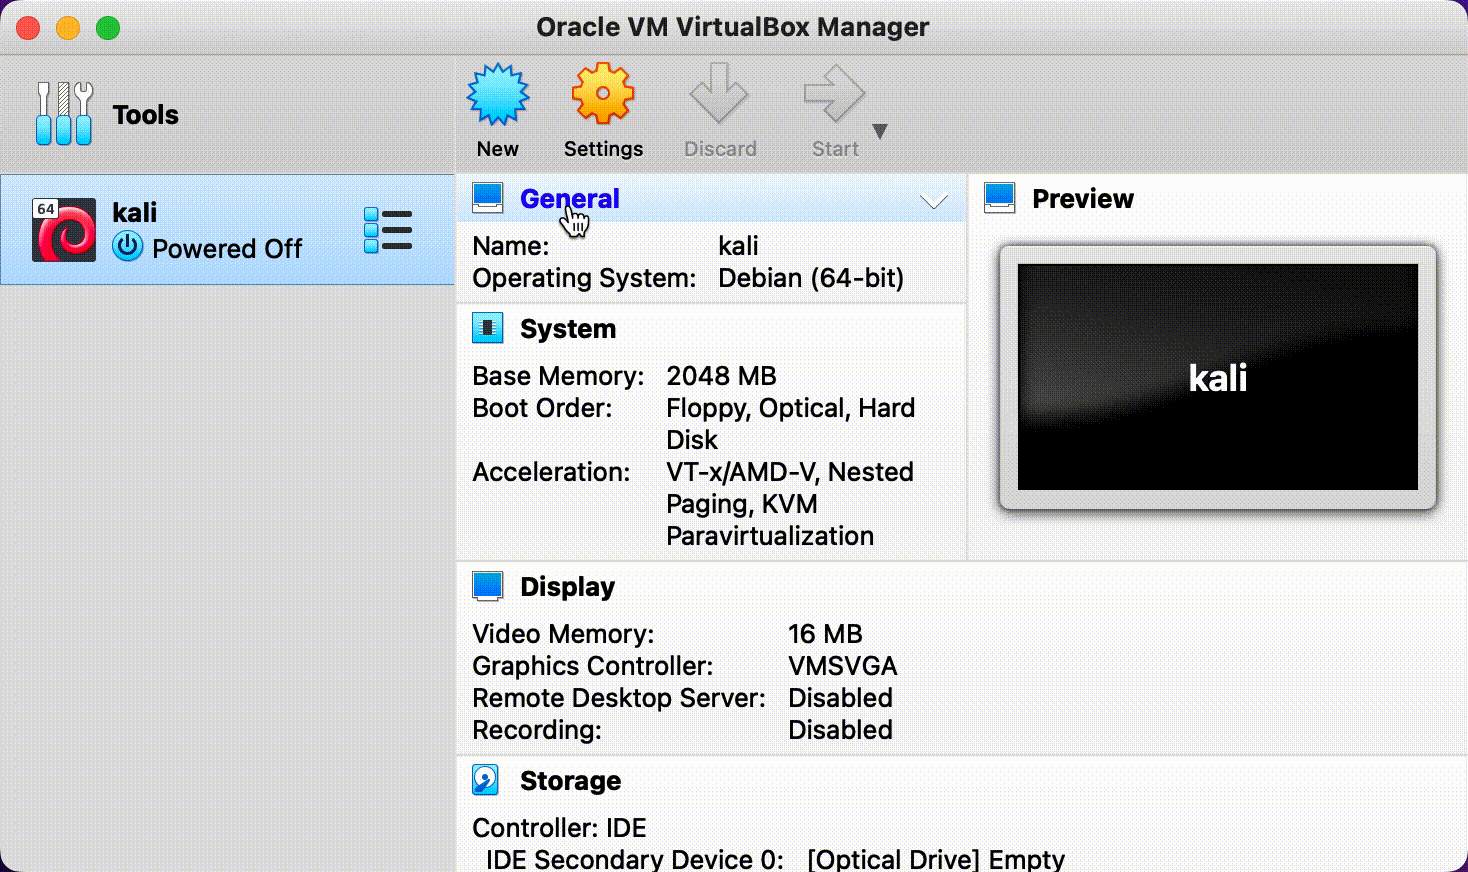 Oracle VM VirtualBox Manager
Tools
New
Settings
Discard
Start
64
kali
Powered Off
General
Name: kali
Operating System: Debian (64-bit)
System
Base Memory: 2048 MB
Boot Order: Floppy, Optical, Hard
Disk
Acceleration: VT-x/AMD-V, Nested
Paging, KVM
Paravirtualization
Preview
kali
Display
Video Memory: 16 MB
Graphics Controller: VMSVGA
Remote Desktop Server: Disabled
Recording: Disabled
Storage
Controller: IDE
IDE Secondary Device 0: [Optical Drive] Empty